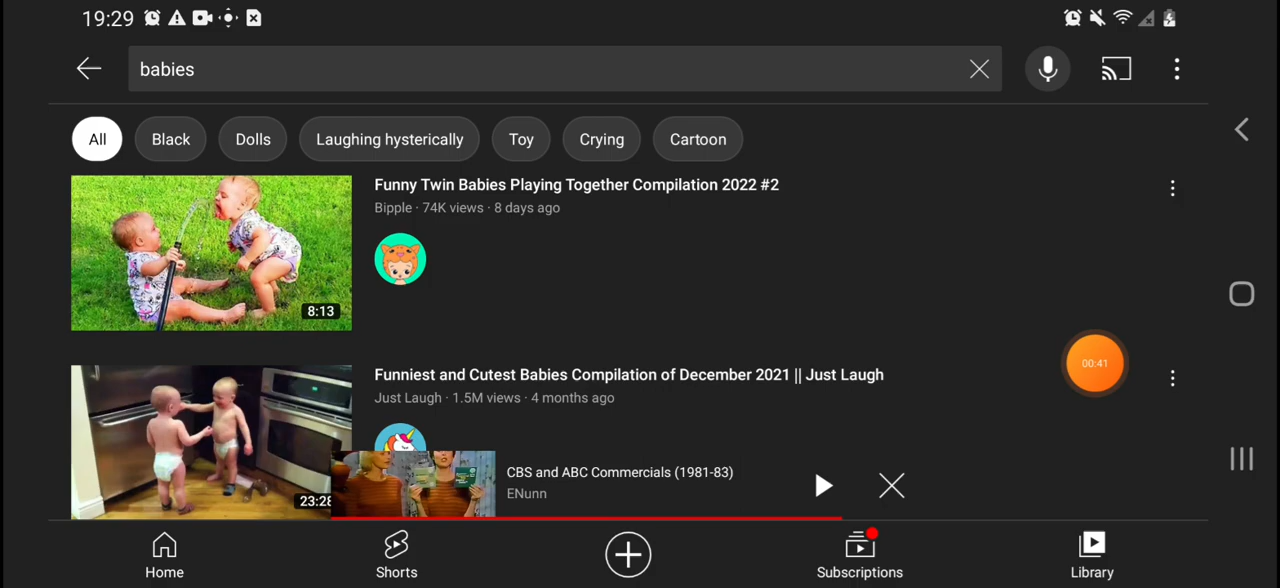 19:29
babies
All Black Dolls Laughing hysterically Toy Crying Cartoon
Funny Twin Babies Playing Together Compilation 2022 #2
Bipple · 74K views · 8 days ago
8:13
00:41
Funniest and Cutest Babies Compilation of December 2021 || Just Laugh
Just Laugh · 1.5M views · 4 months ago
23:28
CBS and ABC Commercials (1981-83)
ENunn
Home Shorts Subscriptions Library